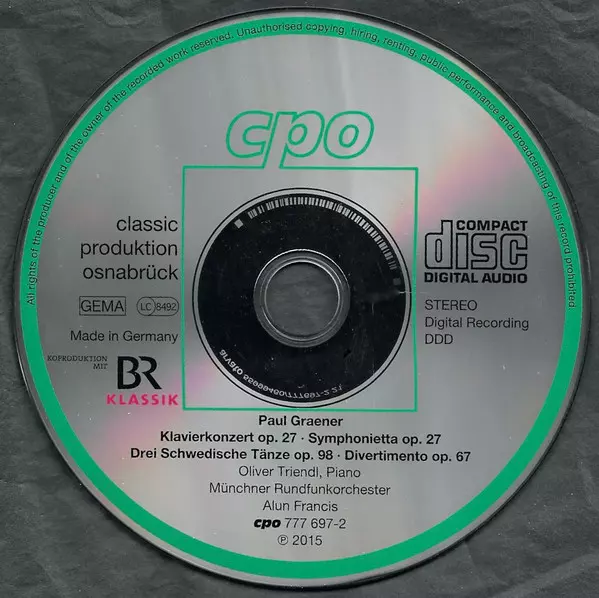 All rights of the producer and of the owner of the recorded work reserved. Unauthorised copying, hiring, renting, public performance and broadcasting of this record prohibited
cpo
classic
produktion
osnabrück
COMPACT
disc
DIGITAL AUDIO
GEMA
LC 8492
STEREO
Digital Recording
DDD
Made in Germany
KOPRODUKTION
MIT
BR
KLASSIK
Paul Graener
Klavierkonzert op. 27 · Symphonietta op. 27
Drei Schwedische Tänze op. 98 · Divertimento op. 67
Oliver Triendl, Piano
Münchner Rundfunkorchester
Alun Francis
cpo 777 697-2
℗ 2015